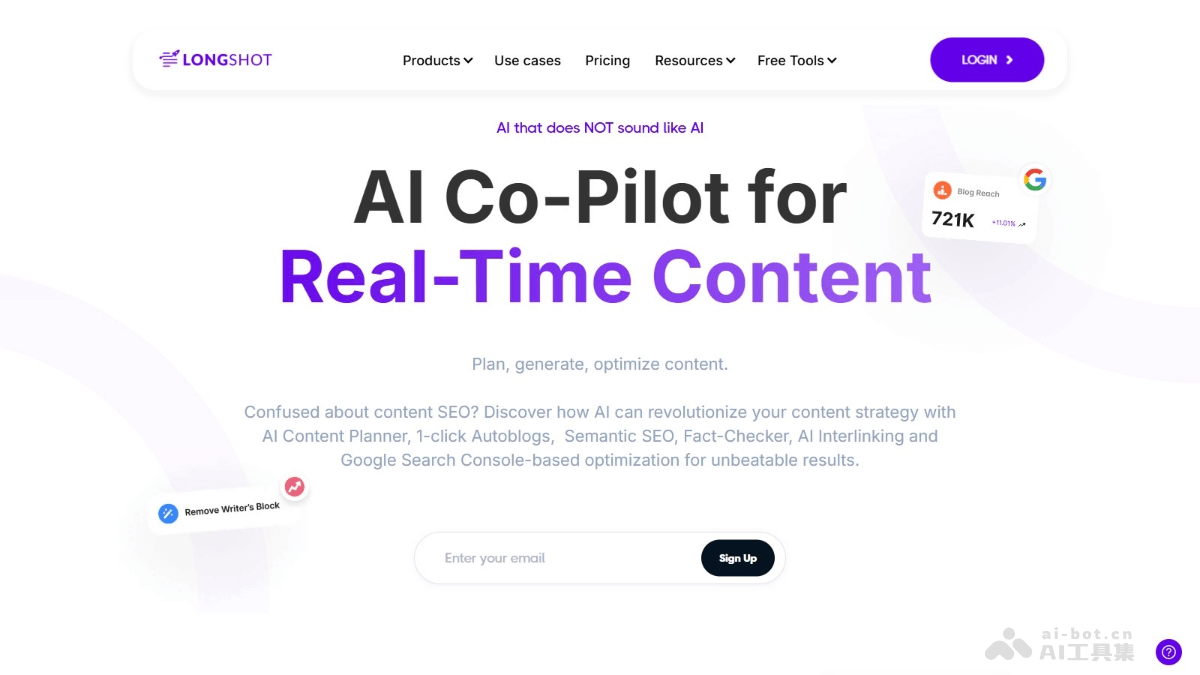 LONGSHOT
Products Use cases Pricing Resources Free Tools
LOGIN
AI that does NOT sound like AI
AI Co-Pilot for
Real-Time Content
Blog Reach
721K +11.01%
Plan, generate, optimize content.
Confused about content SEO? Discover how AI can revolutionize your content strategy with
AI Content Planner, 1-click Autoblogs, Semantic SEO, Fact-Checker, AI Interlinking and
Google Search Console-based optimization for unbeatable results.
Remove Writer's Block
Enter your email
Sign Up
ai-bot.cn
AI工具集